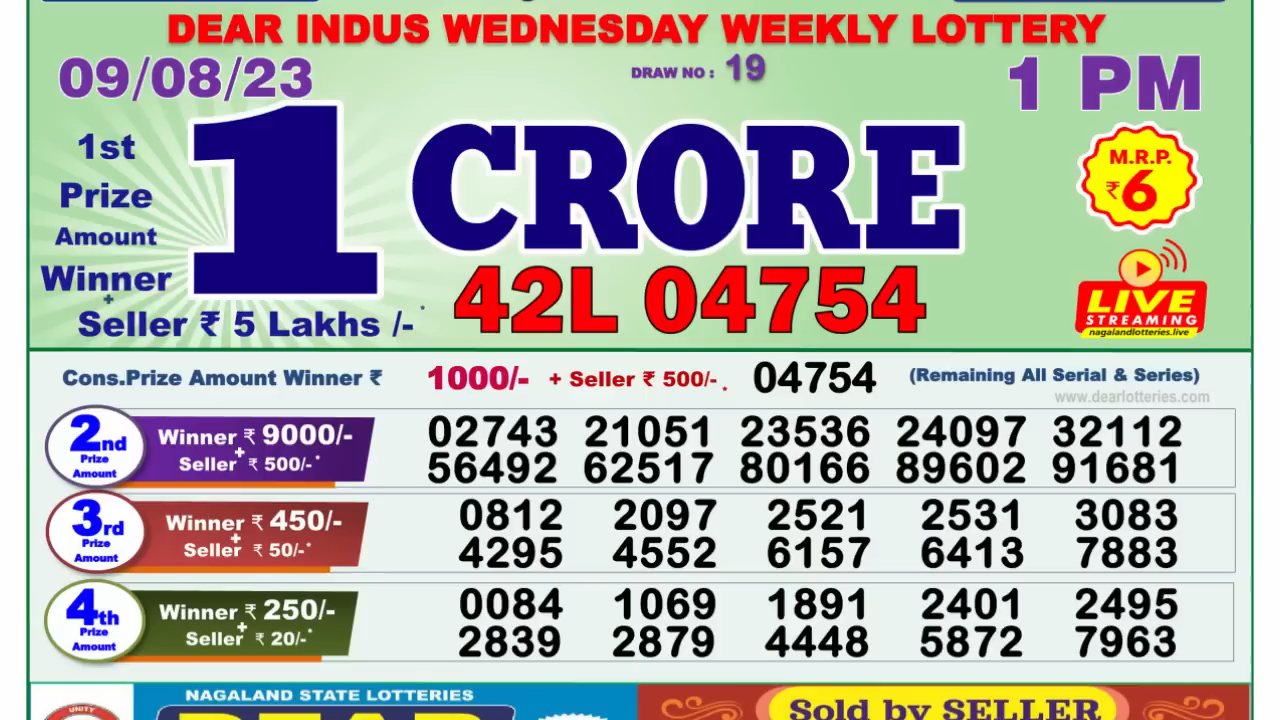 DEAR INDUS WEDNESDAY WEEKLY LOTTERY
09/08/23 DRAW NO : 19 1 PM
1st Prize Amount 1 CRORE
M.R.P. ₹6
Winner 42L 04754
+
Seller ₹ 5 Lakhs /-*
LIVE
STREAMING
nagalandlotteries.live
Cons.Prize Amount Winner ₹ 1000/- + Seller ₹ 500/- . 04754 (Remaining All Serial & Series)
www.dearlotteries.com
2nd Prize Amount
Winner ₹ 9000/-
+
Seller ₹ 500/-*
02743 21051 23536 24097 32112
56492 62517 80166 89602 91681
3rd Prize Amount
Winner ₹ 450/-
+
Seller ₹ 50/-*
0812 2097 2521 2531 3083
4295 4552 6157 6413 7883
4th Prize Amount
Winner ₹ 250/-
+
Seller ₹ 20/-*
0084 1069 1891 2401 2495
2839 2879 4448 5872 7963
UNITY
NAGALAND STATE LOTTERIES
DEAR
Sold by SELLER